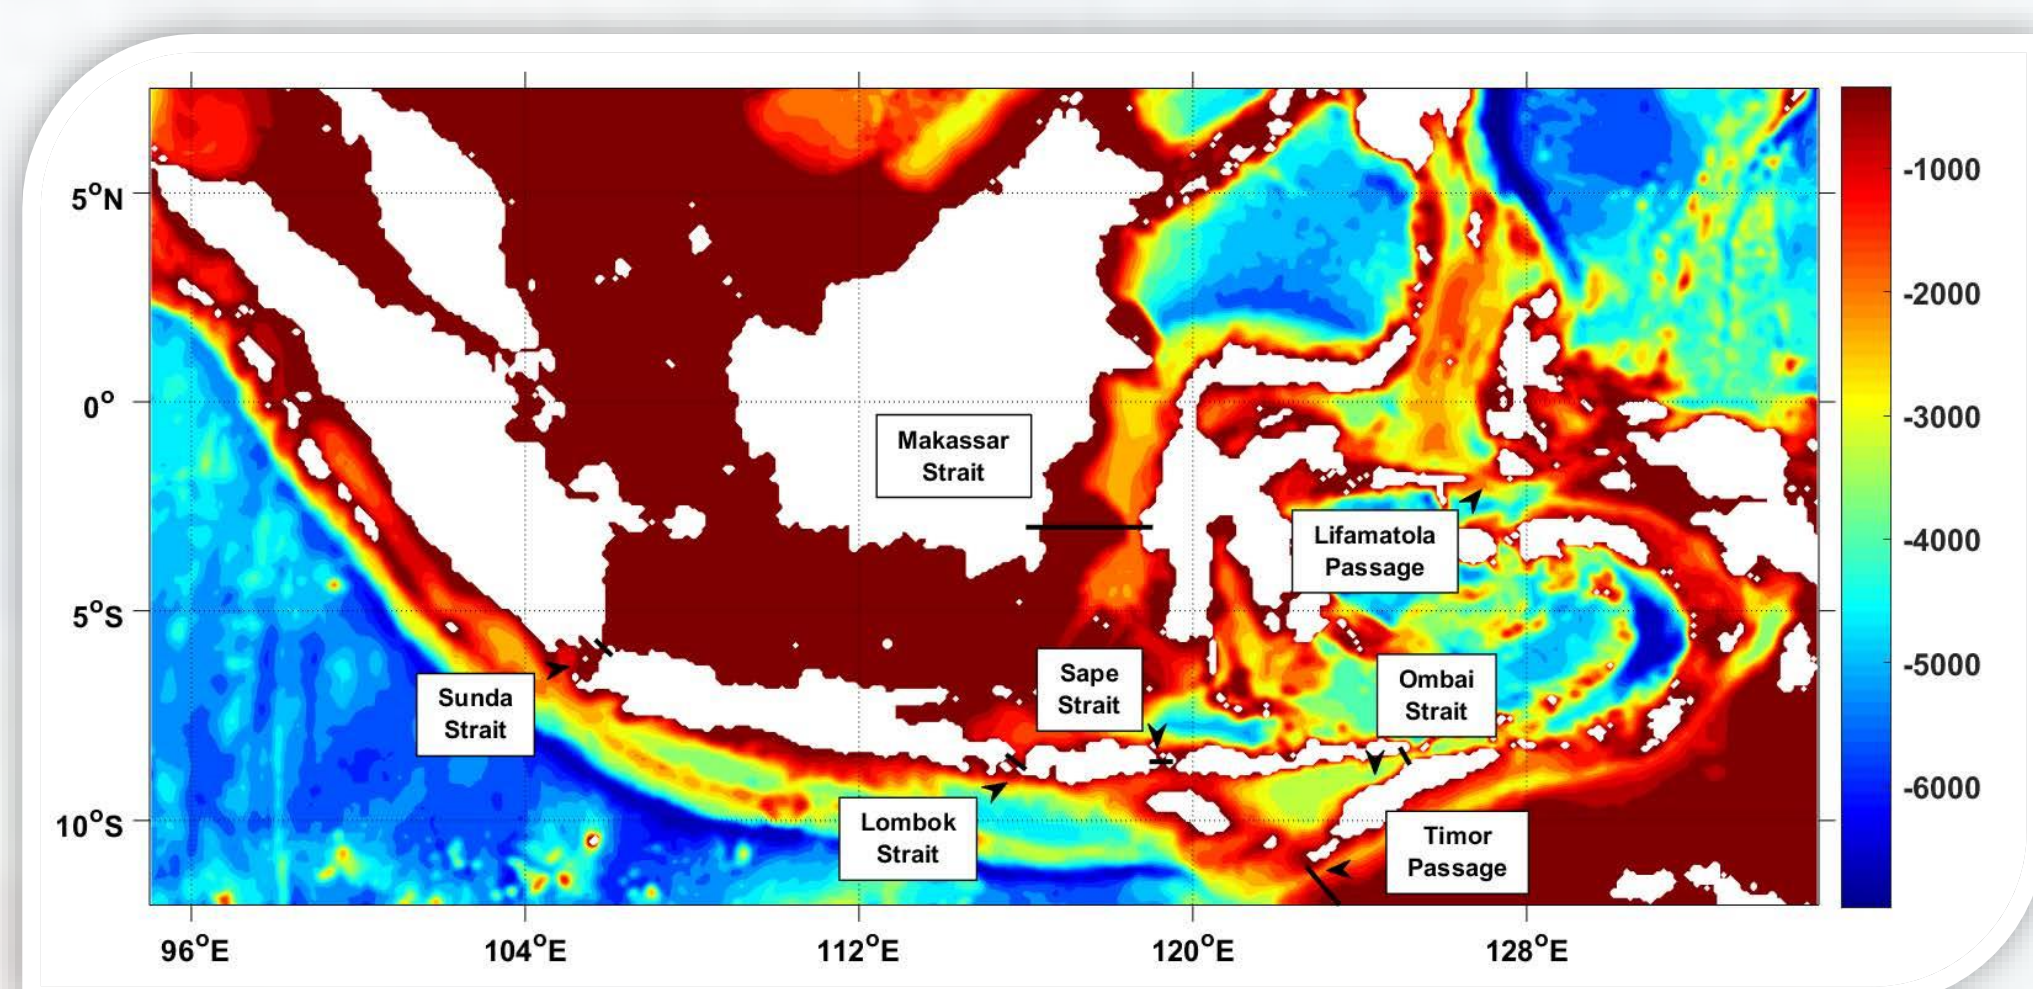 5°N
0°
5°S
10°S
96°E
104°E
112°E
120°E
128°E
Makassar
Strait
Lifamatola
Passage
Sunda
Strait
Sape
Strait
Ombai
Strait
Lombok
Strait
Timor
Passage
-1000
-2000
-3000
-4000
-5000
-6000